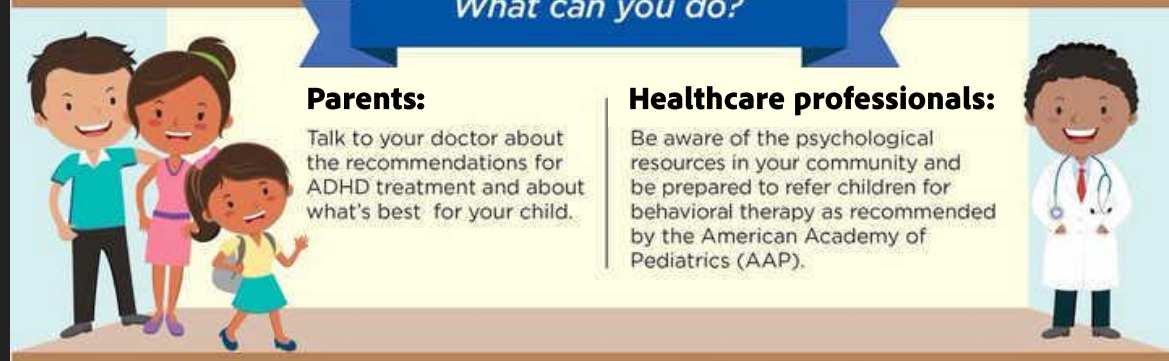 What can you do?
Parents:
Talk to your doctor about
the recommendations for
ADHD treatment and about
what's best for your child.
Healthcare professionals:
Be aware of the psychological
resources in your community and
be prepared to refer children for
behavioral therapy as recommended
by the American Academy of
Pediatrics (AAP).